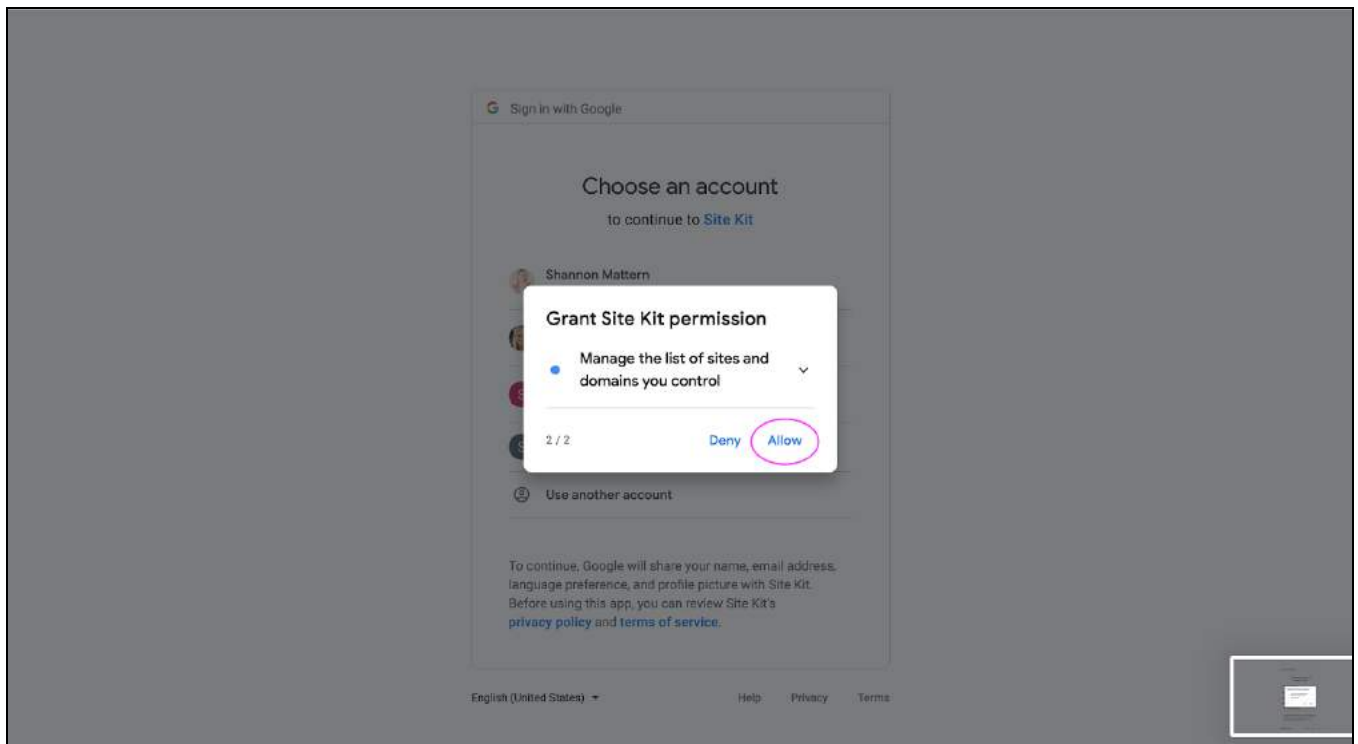 Sign in with Google
Choose an account
to continue to Site Kit
Shannon Mattern
Grant Site Kit permission
Manage the list of sites and
domains you control
2 / 2
Deny
Allow
Use another account
To continue, Google will share your name, email address,
language preference, and profile picture with Site Kit.
Before using this app, you can review Site Kit's
privacy policy and terms of service.
English (United States)
Help
Privacy
Terms